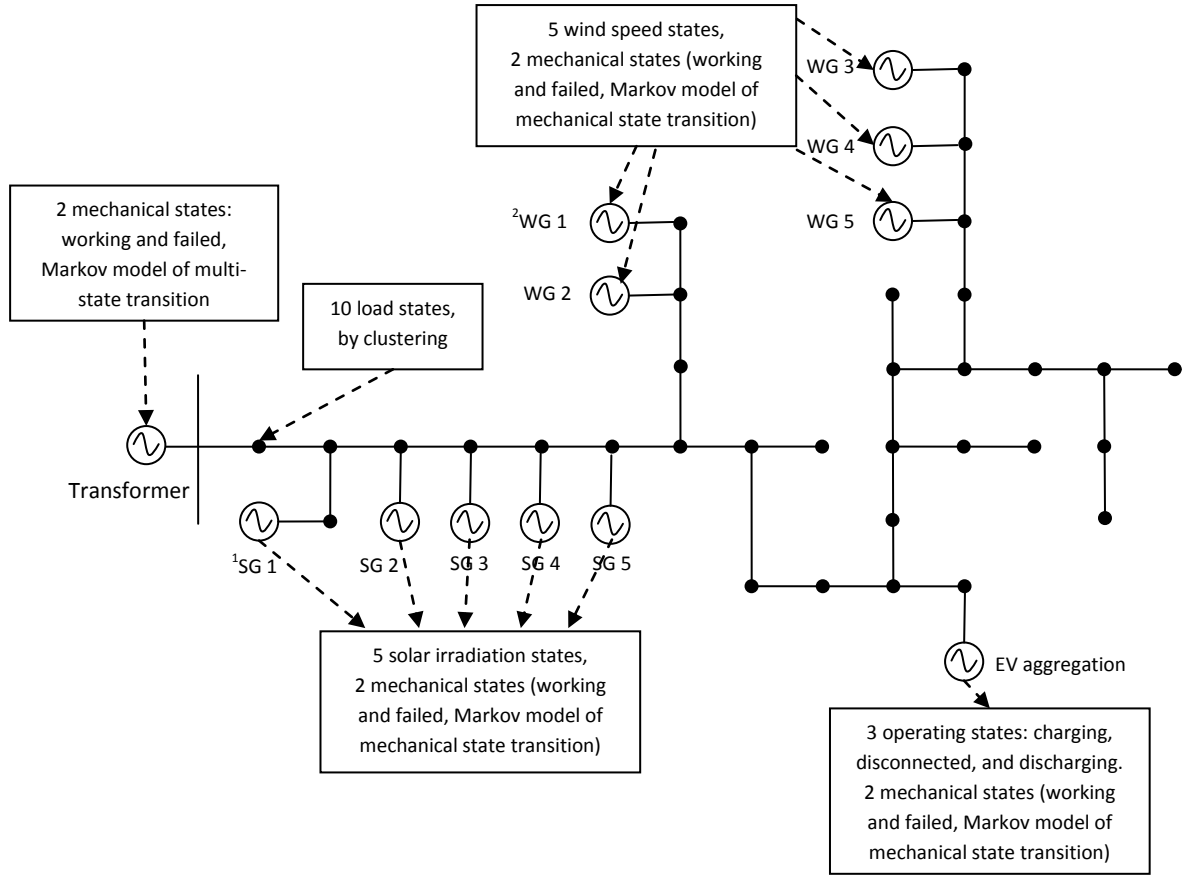 5 wind speed states,
2 mechanical states (working
and failed, Markov model of
mechanical state transition)
WG 3
WG 4
WG 5
2 mechanical states:
working and failed,
Markov model of multi-
state transition
²WG 1
WG 2
10 load states,
by clustering
Transformer
¹SG 1
SG 2
SG 3
SG 4
SG 5
5 solar irradiation states,
2 mechanical states (working
and failed, Markov model of
mechanical state transition)
EV aggregation
3 operating states: charging,
disconnected, and discharging.
2 mechanical states (working
and failed, Markov model of
mechanical state transition)